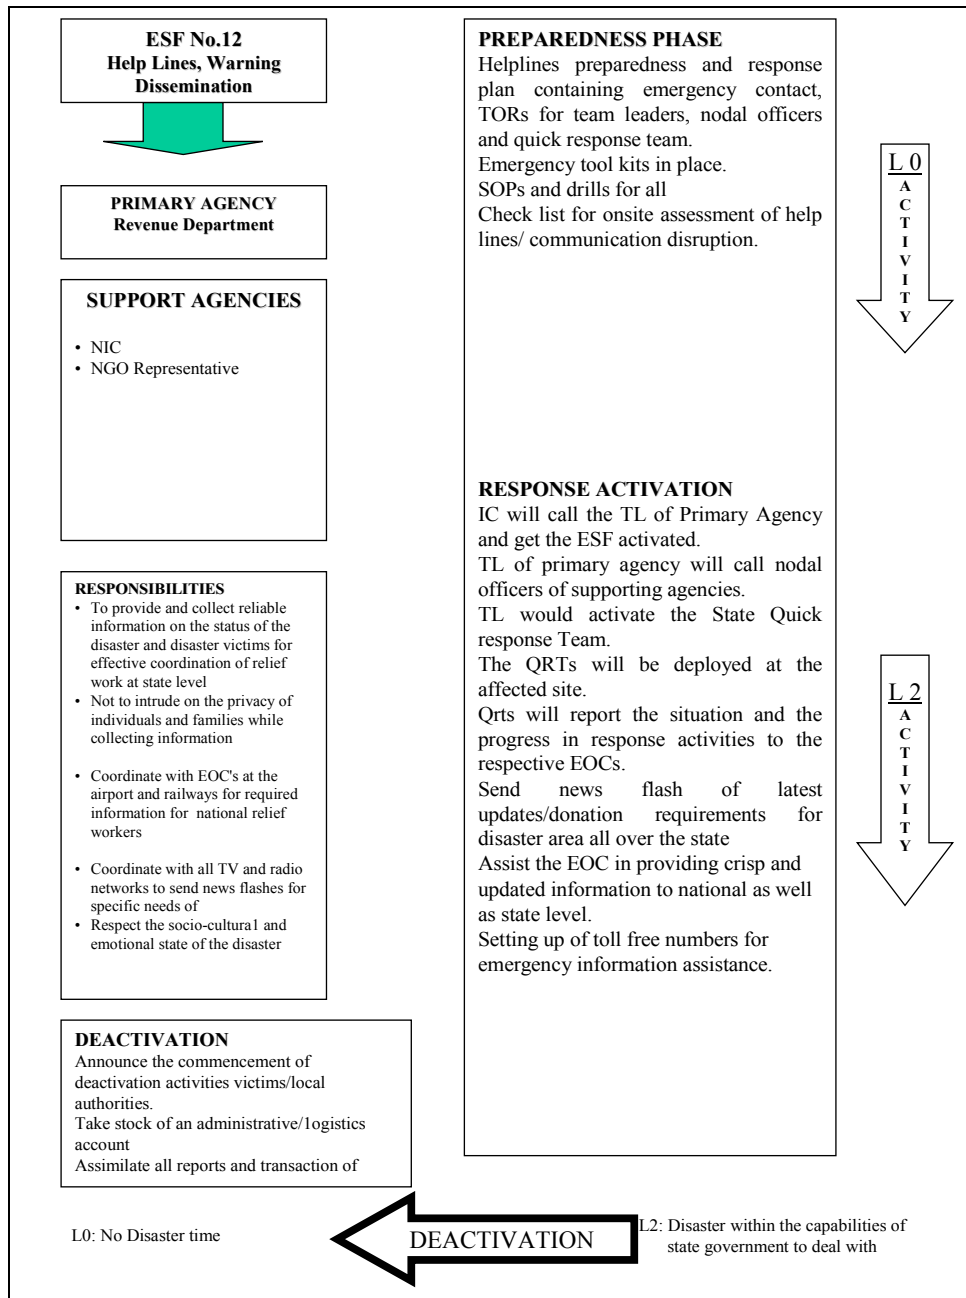 ESF No.12
Help Lines, Warning
Dissemination
PRIMARY AGENCY
Revenue Department
SUPPORT AGENCIES
• NIC
• NGO Representative
RESPONSIBILITIES
• To provide and collect reliable
information on the status of the
disaster and disaster victims for
effective coordination of relief
work at state level
• Not to intrude on the privacy of
individuals and families while
collecting information
• Coordinate with EOC's at the
airport and railways for required
information for national relief
workers
• Coordinate with all TV and radio
networks to send news flashes for
specific needs of
• Respect the socio-cultura1 and
emotional state of the disaster
DEACTIVATION
Announce the commencement of
deactivation activities victims/local
authorities.
Take stock of an administrative/1ogistics
account
Assimilate all reports and transaction of
PREPAREDNESS PHASE
Helplines preparedness and response
plan containing emergency contact,
TORs for team leaders, nodal officers
and quick response team.
Emergency tool kits in place.
SOPs and drills for all
Check list for onsite assessment of help
lines/ communication disruption.
RESPONSE ACTIVATION
IC will call the TL of Primary Agency
and get the ESF activated.
TL of primary agency will call nodal
officers of supporting agencies.
TL would activate the State Quick
response Team.
The QRTs will be deployed at the
affected site.
Qrts will report the situation and the
progress in response activities to the
respective EOCs.
Send news flash of latest
updates/donation requirements for
disaster area all over the state
Assist the EOC in providing crisp and
updated information to national as well
as state level.
Setting up of toll free numbers for
emergency information assistance.
L 0
A
C
T
I
V
I
T
Y
L 2
A
C
T
I
V
I
T
Y
L0: No Disaster time
DEACTIVATION
L2: Disaster within the capabilities of
state government to deal with